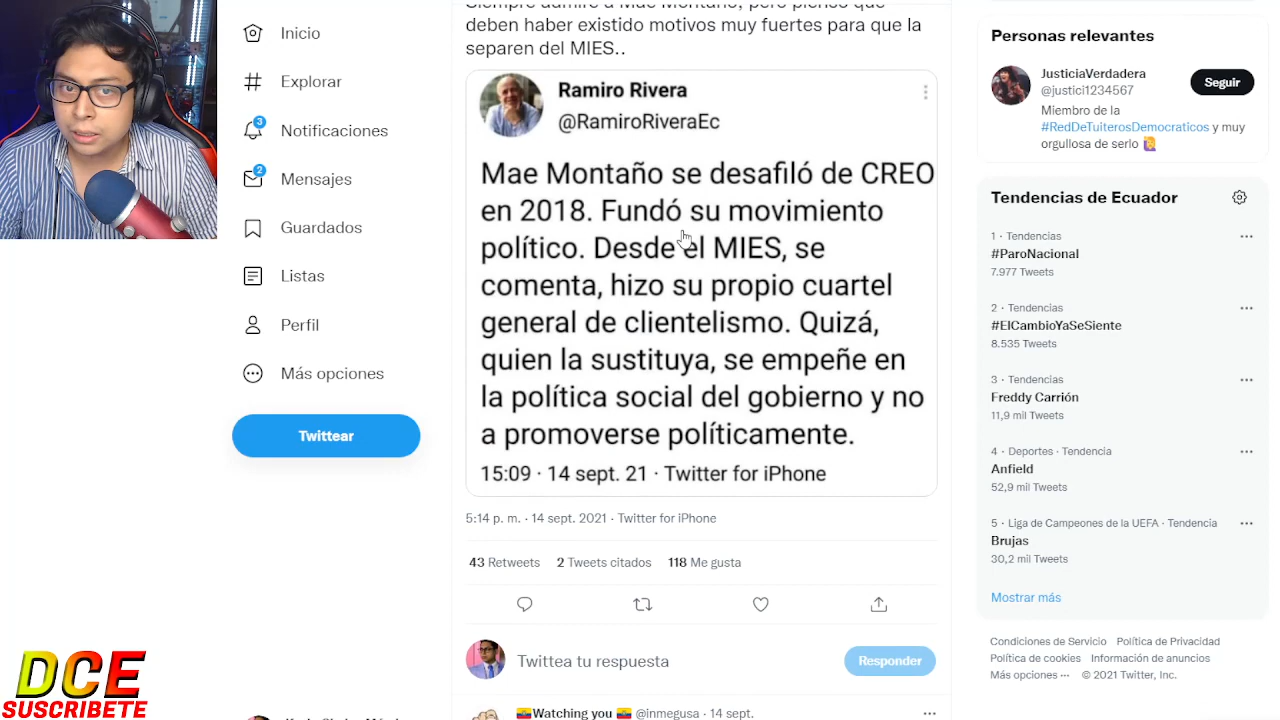 Siempre admiré a Mae Montaño, pero pienso que
deben haber existido motivos muy fuertes para que la
separen del MIES..
Ramiro Rivera
@RamiroRiveraEc
Mae Montaño se desafiló de CREO
en 2018. Fundó su movimiento
político. Desde el MIES, se
comenta, hizo su propio cuartel
general de clientelismo. Quizá,
quien la sustituya, se empeñe en
la política social del gobierno y no
a promoverse políticamente.
15:09 · 14 sept. 21 · Twitter for iPhone
5:14 p. m. · 14 sept. 2021 · Twitter for iPhone
43 Retweets 2 Tweets citados 118 Me gusta
Twittea tu respuesta
Responder
Watching you @inmegusa · 14 sept.
Inicio
Explorar
3
Notificaciones
2
Mensajes
Guardados
Listas
Perfil
Más opciones
Twittear
DCE
SUSCRIBETE
Personas relevantes
JusticiaVerdadera
@justici1234567
Seguir
Miembro de la
#RedDeTuiterosDemocraticos y muy
orgullosa de serlo
Tendencias de Ecuador
1 · Tendencias
#ParoNacional
7.977 Tweets
2 · Tendencias
#ElCambioYaSeSiente
8.535 Tweets
3 · Tendencias
Freddy Carrión
11,9 mil Tweets
4 · Deportes · Tendencia
Anfield
52,9 mil Tweets
5 · Liga de Campeones de la UEFA · Tendencia
Brujas
30,2 mil Tweets
Mostrar más
Condiciones de Servicio Política de Privacidad
Política de cookies Información de anuncios
Más opciones ··· © 2021 Twitter, Inc.